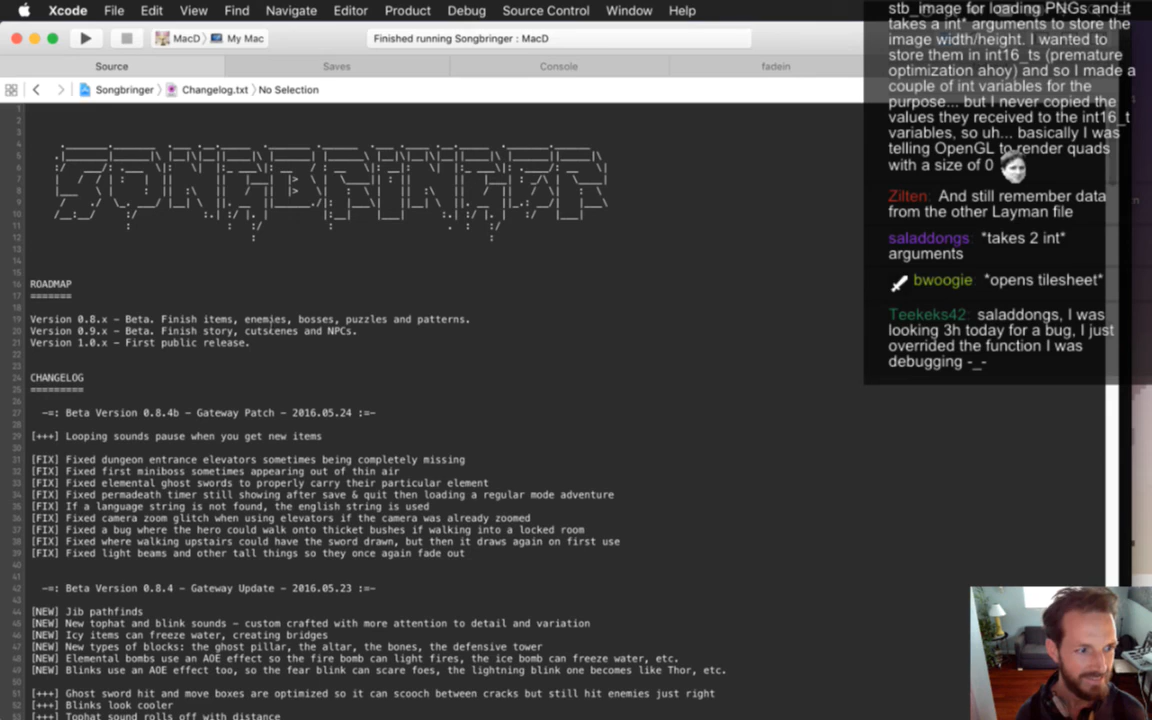 Xcode File Edit View Find Navigate Editor Product Debug Source Control Window Help
MacD My Mac
Finished running Songbringer : MacD
Source Saves Console fadein
Songbringer Changelog.txt No Selection
SONGBRINGER
ROADMAP
=======
Version 0.8.x - Beta. Finish items, enemies, bosses, puzzles and patterns.
Version 0.9.x - Beta. Finish story, cutscenes and NPCs.
Version 1.0.x - First public release.
CHANGELOG
=========
-=: Beta Version 0.8.4b - Gateway Patch - 2016.05.24 :=-
[+++] Looping sounds pause when you get new items
[FIX] Fixed dungeon entrance elevators sometimes being completely missing
[FIX] Fixed first miniboss sometimes appearing out of thin air
[FIX] Fixed elemental ghost swords to properly carry their particular element
[FIX] Fixed permadeath timer still showing after save & quit then loading a regular mode adventure
[FIX] If a language string is not found, the english string is used
[FIX] Fixed camera zoom glitch when using elevators if the camera was already zoomed
[FIX] Fixed a bug where the hero could walk onto thicket bushes if walking into a locked room
[FIX] Fixed where walking upstairs could have the sword drawn, but then it draws again on first use
[FIX] Fixed light beams and other tall things so they once again fade out
-=: Beta Version 0.8.4 - Gateway Update - 2016.05.23 :=-
[NEW] Jib pathfinds
[NEW] New tophat and blink sounds - custom crafted with more attention to detail and variation
[NEW] Icy items can freeze water, creating bridges
[NEW] New types of blocks: the ghost pillar, the altar, the bones, the defensive tower
[NEW] Elemental bombs use an AOE effect so the fire bomb can light fires, the ice bomb can freeze water, etc.
[NEW] Blinks use an AOE effect too, so the fear blink can scare foes, the lightning blink one becomes like Thor, etc.
[+++] Ghost sword hit and move boxes are optimized so it can scooch between cracks but still hit enemies just right
[+++] Blinks look cooler
[+++] Tophat sound rolls off with distance
stb_image for loading PNGs and it
takes a int* arguments to store the
image width/height. I wanted to
store them in int16_ts (premature
optimization ahoy) and so I made a
couple of int variables for the
purpose... but I never copied the
values they received to the int16_t
variables, so uh... basically I was
telling OpenGL to render quads
with a size of 0
Zilten: And still remember data
from the other Layman file
saladdongs: *takes 2 int*
arguments
bwoogie: *opens tilesheet*
Teekeks42: saladdongs, I was
looking 3h today for a bug, I just
overrided the function I was
debugging -_-